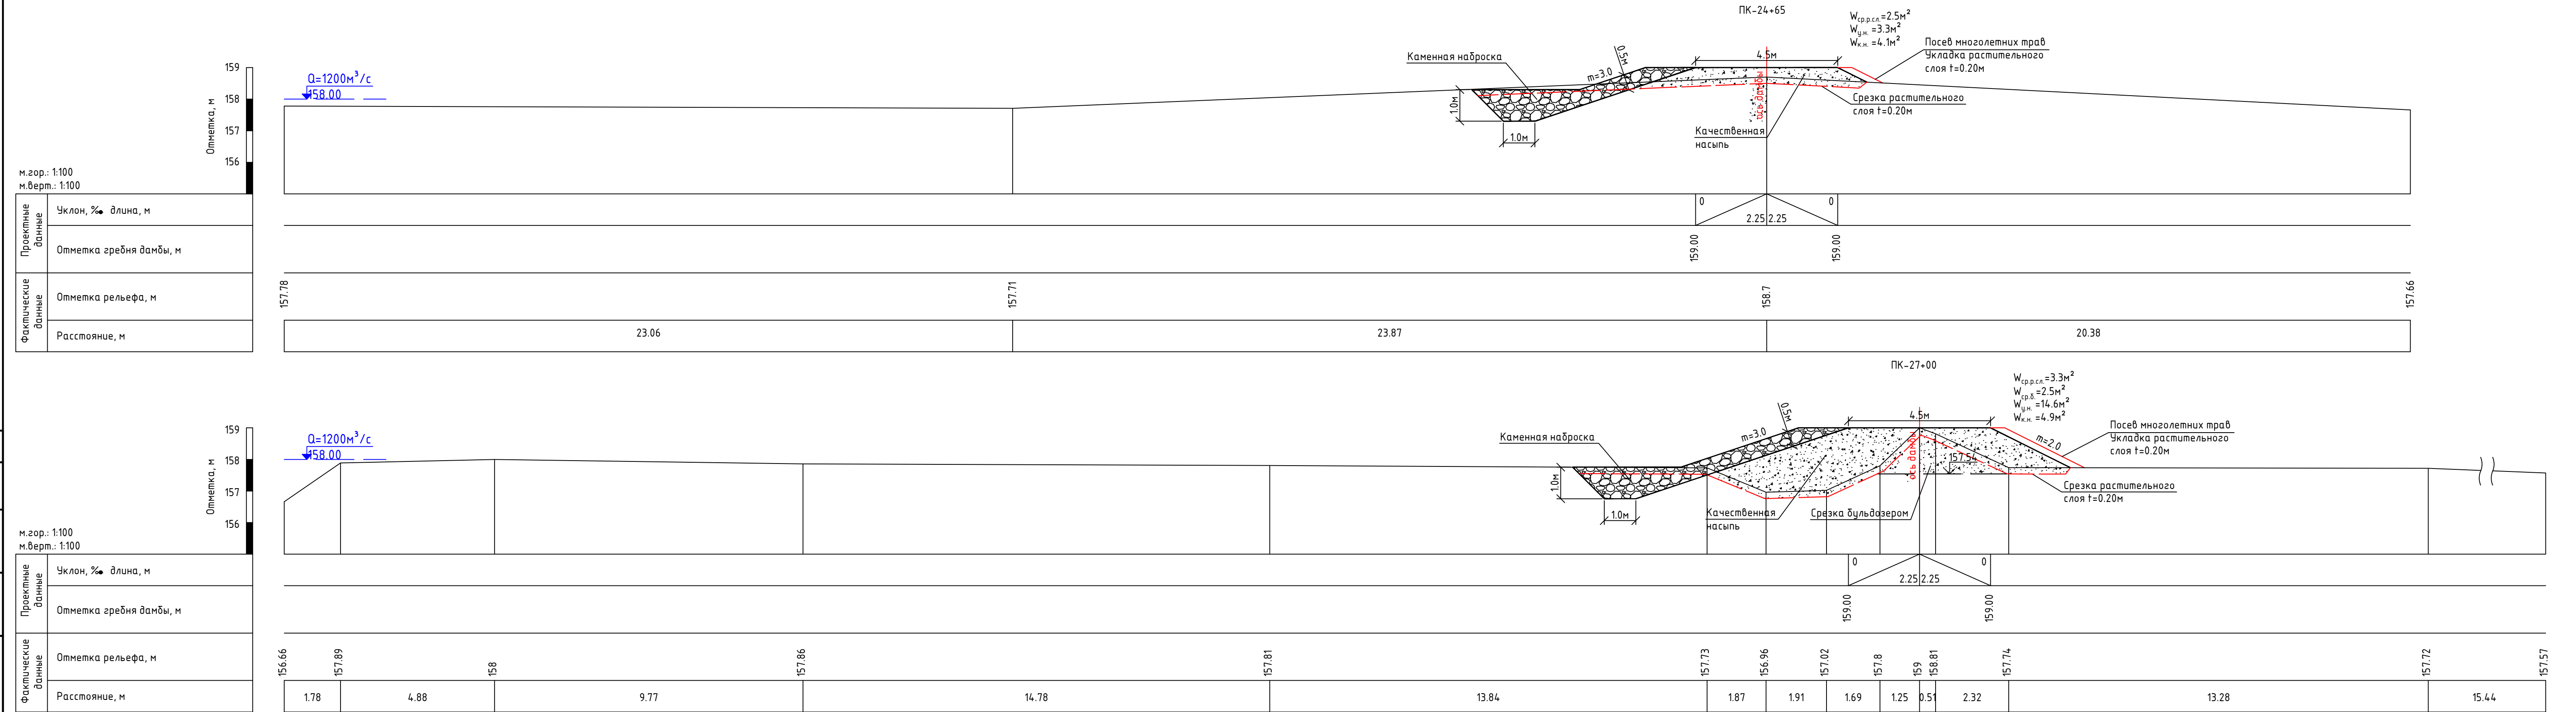 ПК-24+65
Wср.р.сл.=2.5м²
Wу.н. =3.3м²
Wк.н. =4.1м²
Посев многолетних трав
Укладка растительного
слоя t=0.20м
Каменная наброска
0.5м
m=3.0
4.5м
ось дамбы
Срезка растительного
слоя t=0.20м
Качественная
насыпь
1.0м
1.0м
Q=1200м³/с
158.00
Отметка, м
159
158
157
156
м.гор.: 1:100
м.верт.: 1:100
Проектные
данные
Уклон, ‰ длина, м
0
0
2.25
2.25
Отметка гребня дамбы, м
159.00
159.00
Фактические
данные
Отметка рельефа, м
157.78
157.71
158.7
157.66
Расстояние, м
23.06
23.87
20.38
ПК-27+00
Wср.р.сл.=3.3м²
Wср.б. =2.5м²
Wу.н. =14.6м²
Wк.н. =4.9м²
Посев многолетних трав
Укладка растительного
слоя t=0.20м
Каменная наброска
0.5м
m=3.0
4.5м
m=2.0
ось дамбы
157.54
Срезка растительного
слоя t=0.20м
Качественная
насыпь
Срезка бульдозером
1.0м
1.0м
Q=1200м³/с
158.00
Отметка, м
159
158
157
156
м.гор.: 1:100
м.верт.: 1:100
Проектные
данные
Уклон, ‰ длина, м
0
0
2.25
2.25
Отметка гребня дамбы, м
159.00
159.00
Фактические
данные
Отметка рельефа, м
156.66
157.89
158
157.86
157.81
157.73
156.96
157.02
157.8
159
158.81
157.74
157.72
157.57
Расстояние, м
1.78
4.88
9.77
14.78
13.84
1.87
1.91
1.69
1.25
0.51
2.32
13.28
15.44